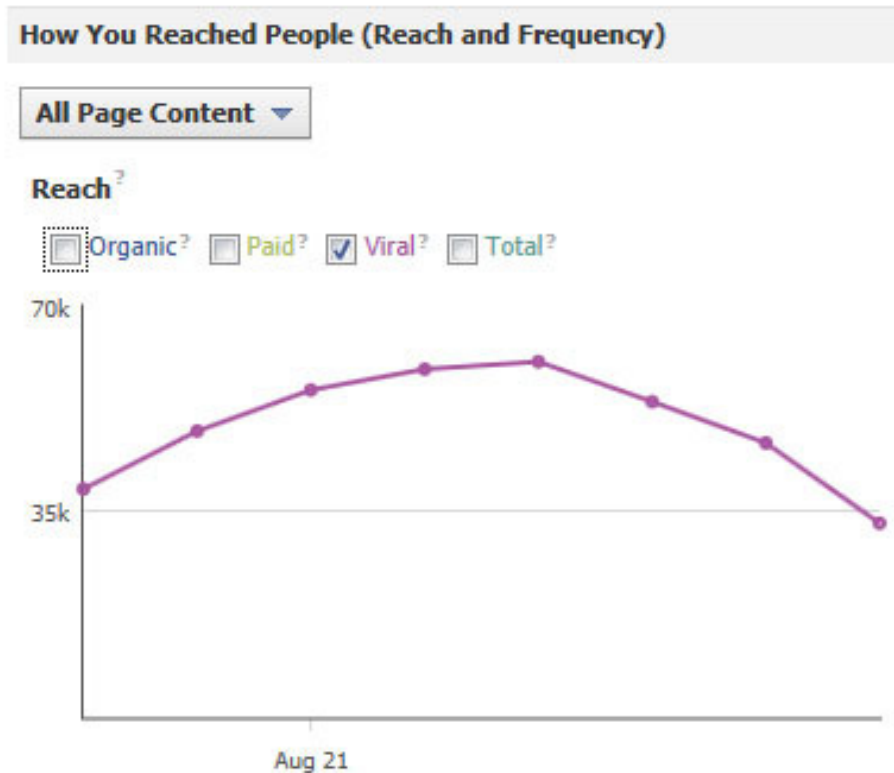 How You Reached People (Reach and Frequency)
All Page Content
Reach?
Organic? Paid? Viral? Total?
70k
35k
Aug 21